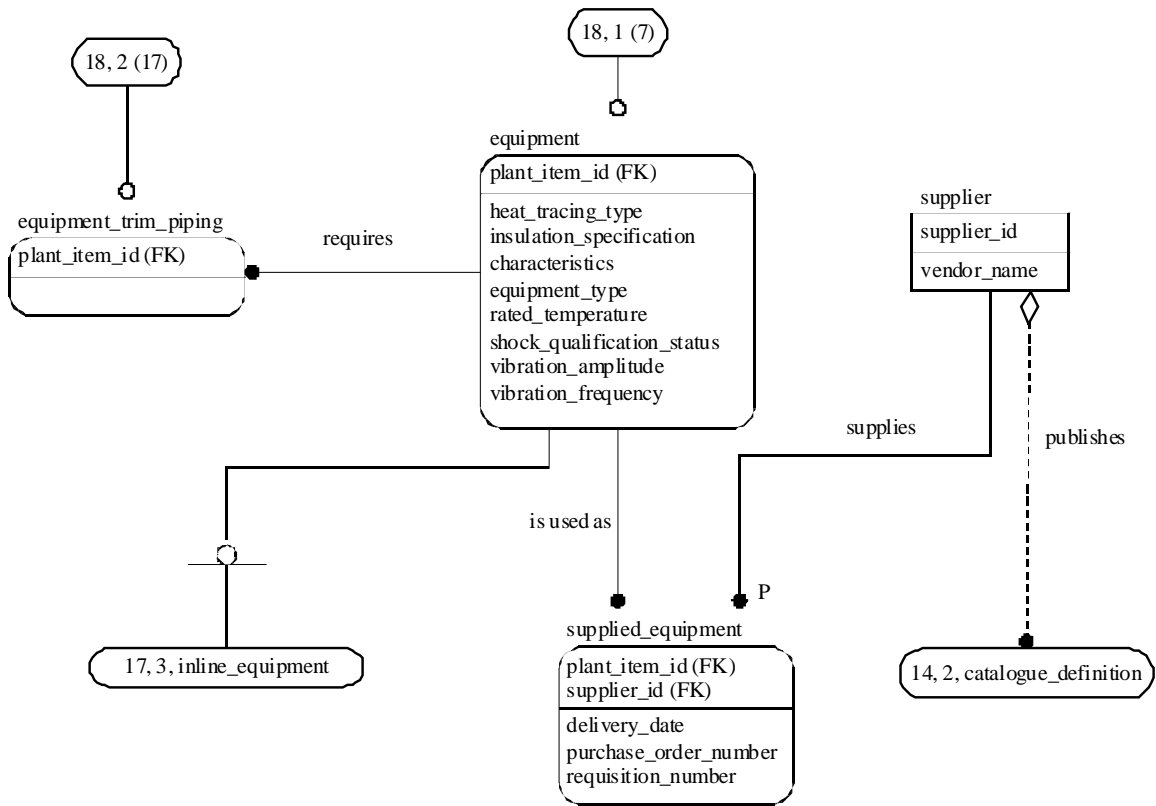 18, 1 (7)
18, 2 (17)
equipment
plant_item_id (FK)
heat_tracing_type
insulation_specification
characteristics
equipment_type
rated_temperature
shock_qualification_status
vibration_amplitude
vibration_frequency
supplier
supplier_id
vendor_name
equipment_trim_piping
plant_item_id (FK)
requires
supplies
publishes
is used as
P
supplied_equipment
plant_item_id (FK)
supplier_id (FK)
delivery_date
purchase_order_number
requisition_number
17, 3, inline_equipment
14, 2, catalogue_definition